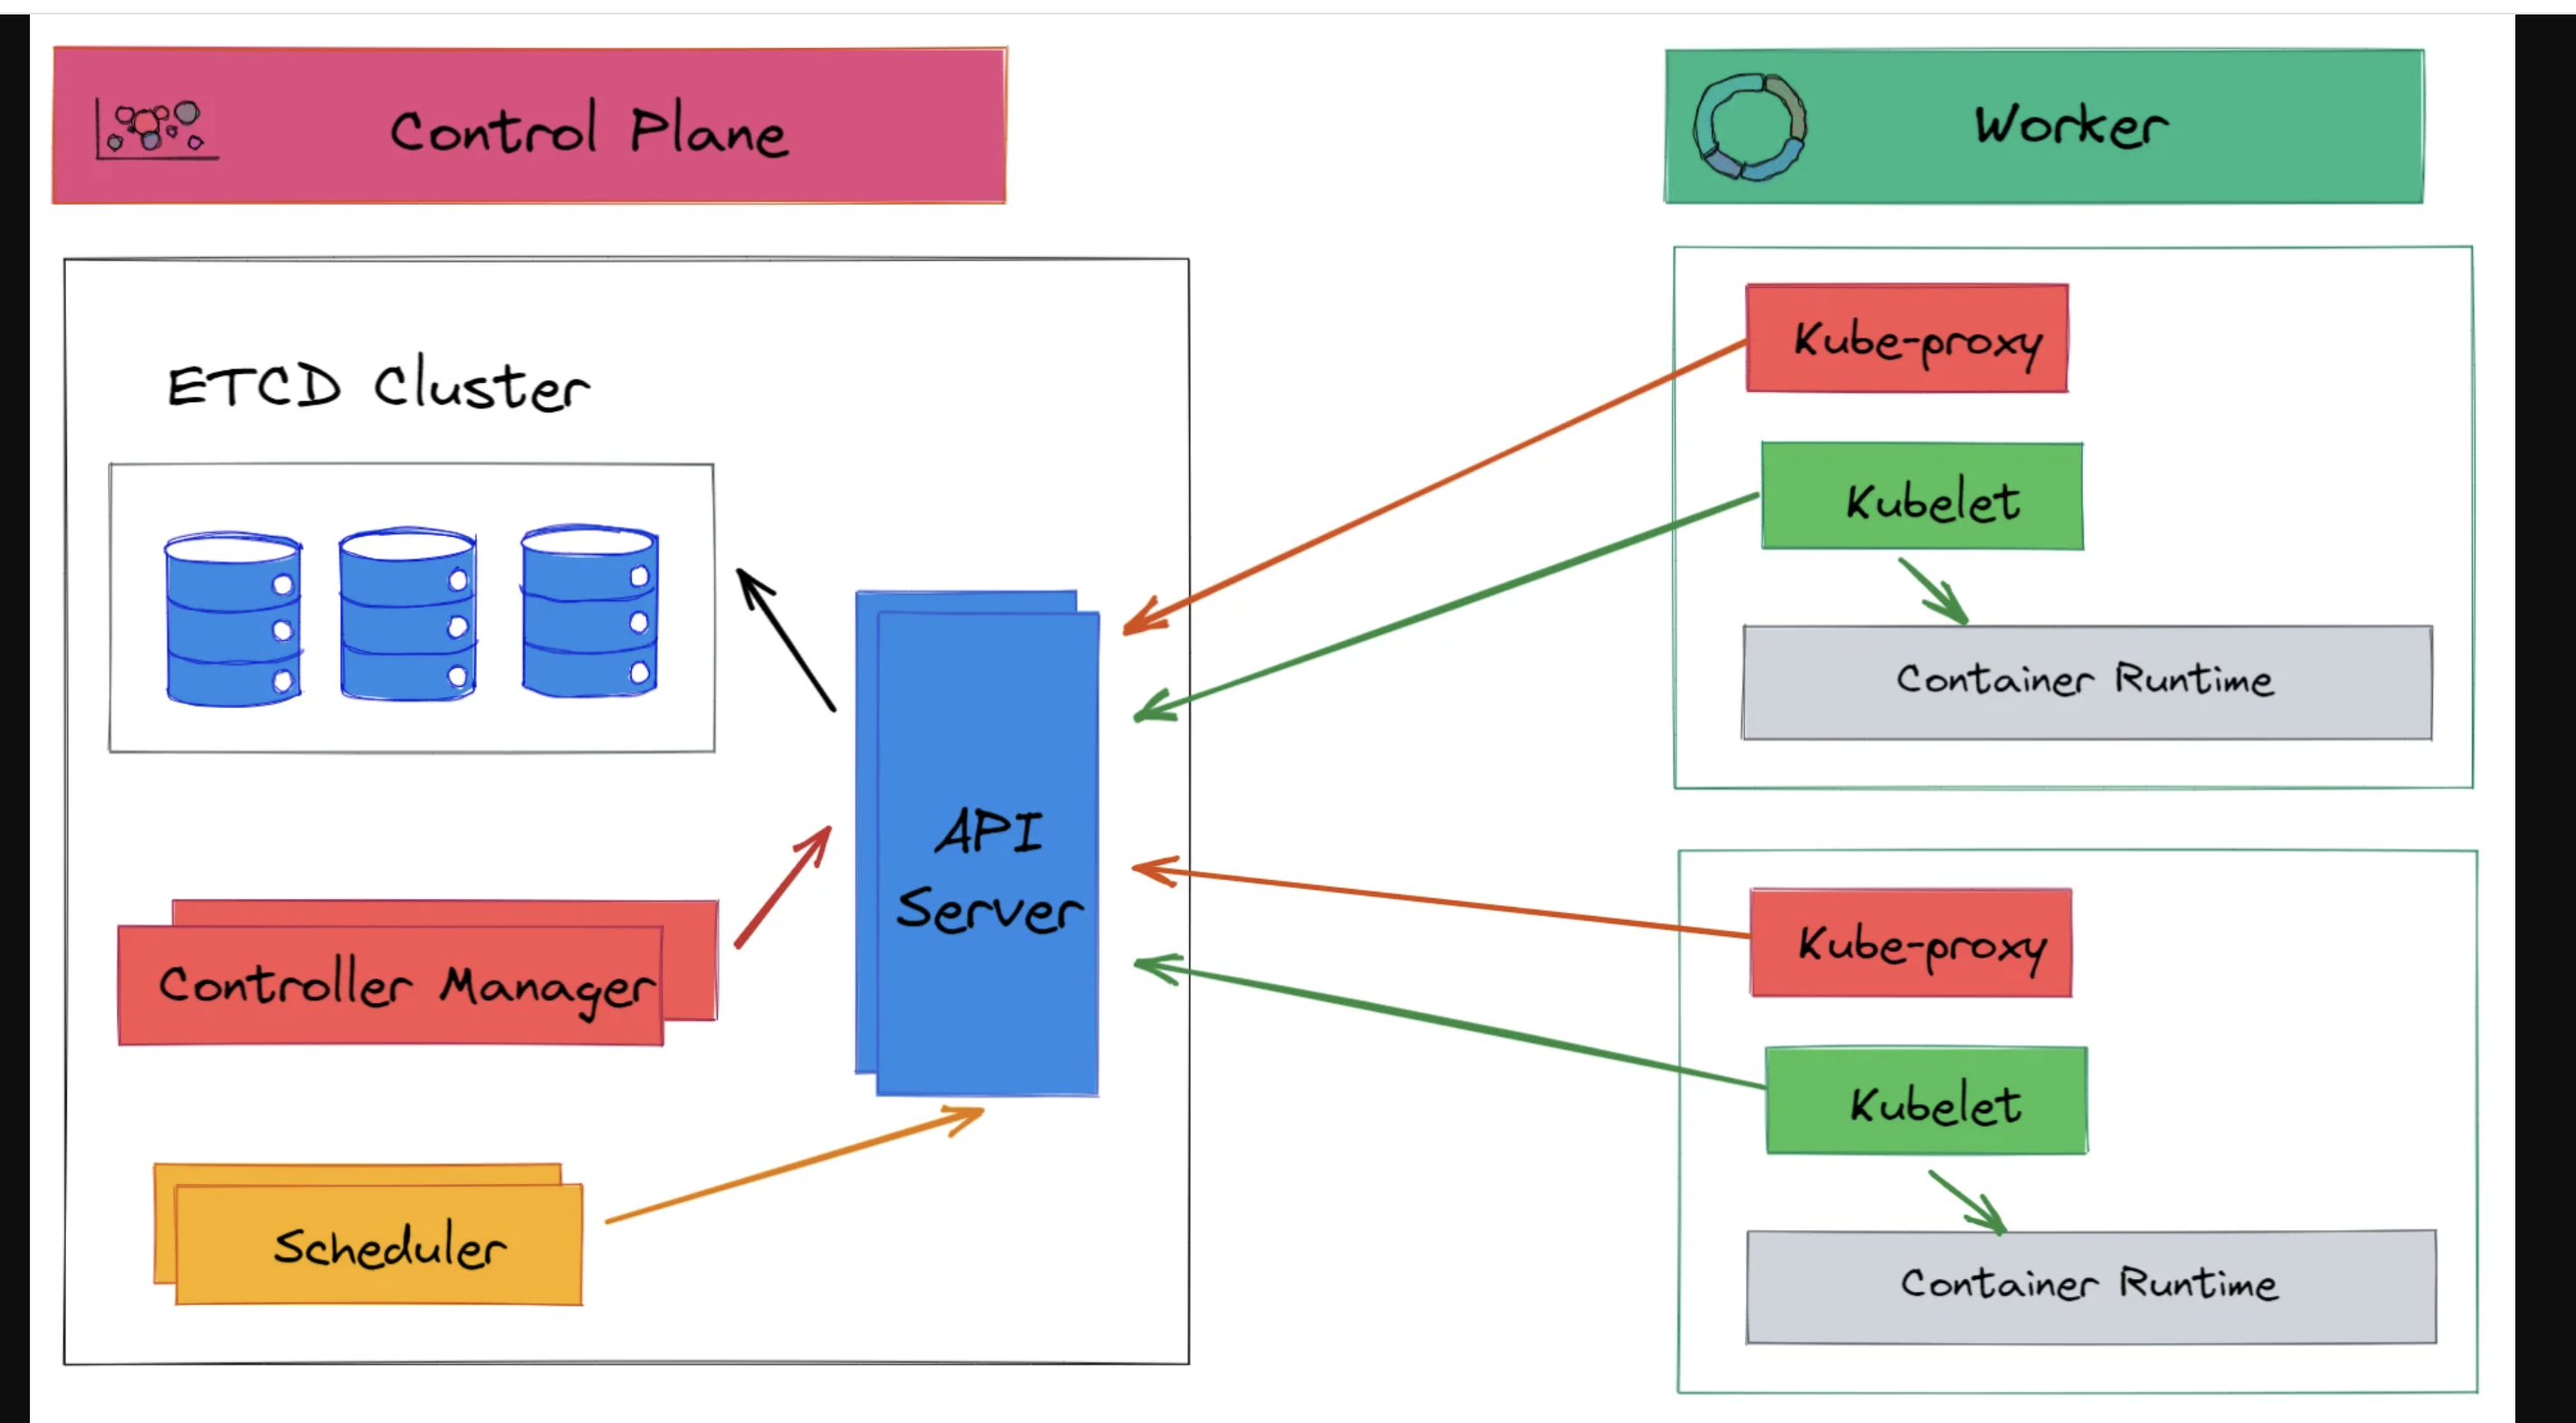 Control Plane
Worker
ETCD Cluster
API
Server
Controller Manager
Scheduler
Kube-proxy
Kubelet
Container Runtime
Kube-proxy
Kubelet
Container Runtime